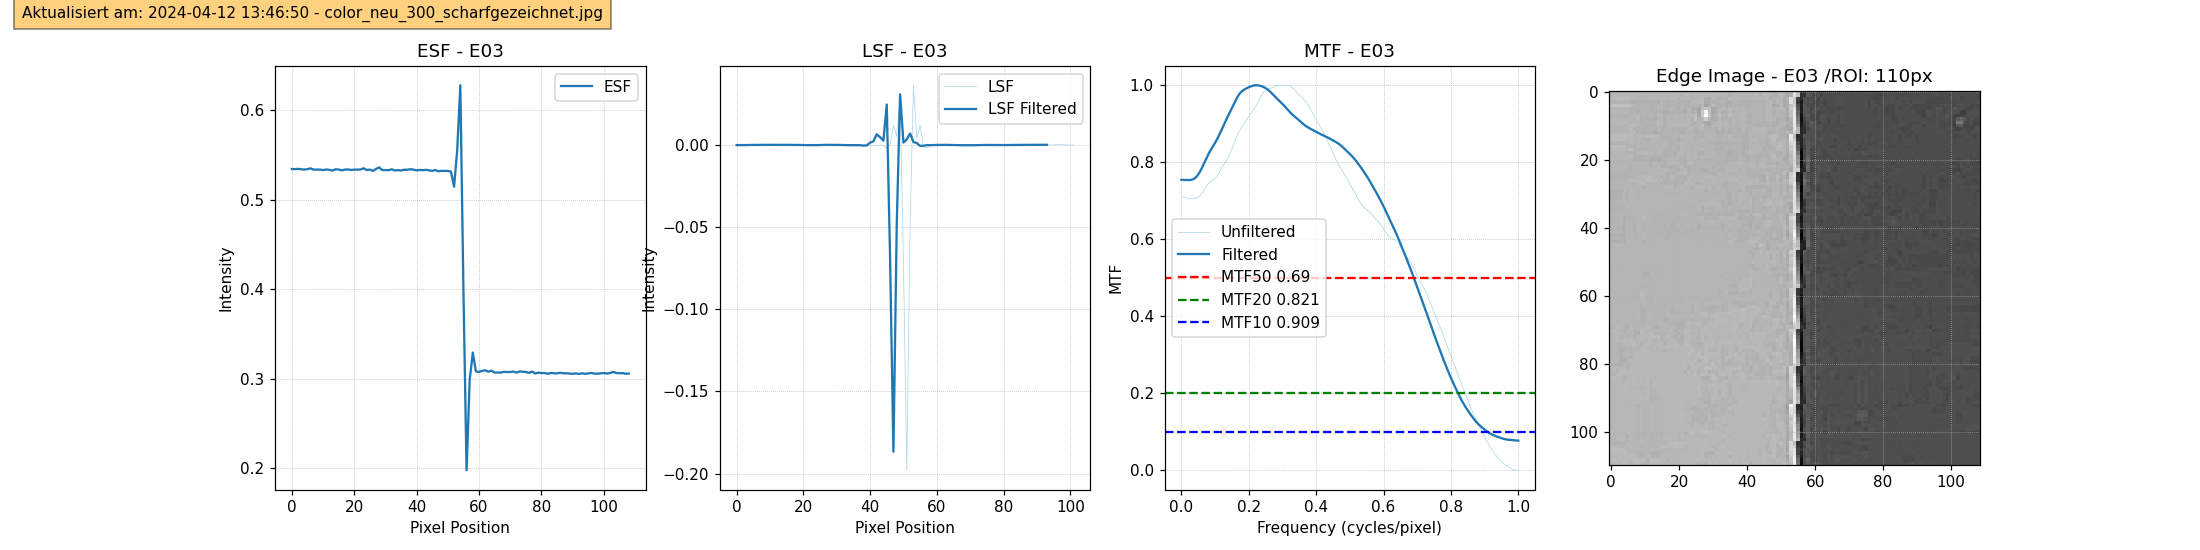 Aktualisiert am: 2024-04-12 13:46:50 - color_neu_300_scharfgezeichnet.jpg
ESF - E03
ESF
0.6
0.5
0.4
0.3
0.2
Intensity
0 20 40 60 80 100
Pixel Position
LSF - E03
LSF
LSF Filtered
0.00
−0.05
−0.10
−0.15
−0.20
Intensity
0 20 40 60 80 100
Pixel Position
MTF - E03
1.0
0.8
0.6
0.4
0.2
0.0
MTF
Unfiltered
Filtered
MTF50 0.69
MTF20 0.821
MTF10 0.909
0.0 0.2 0.4 0.6 0.8 1.0
Frequency (cycles/pixel)
Edge Image - E03 /ROI: 110px
0
20
40
60
80
100
0 20 40 60 80 100